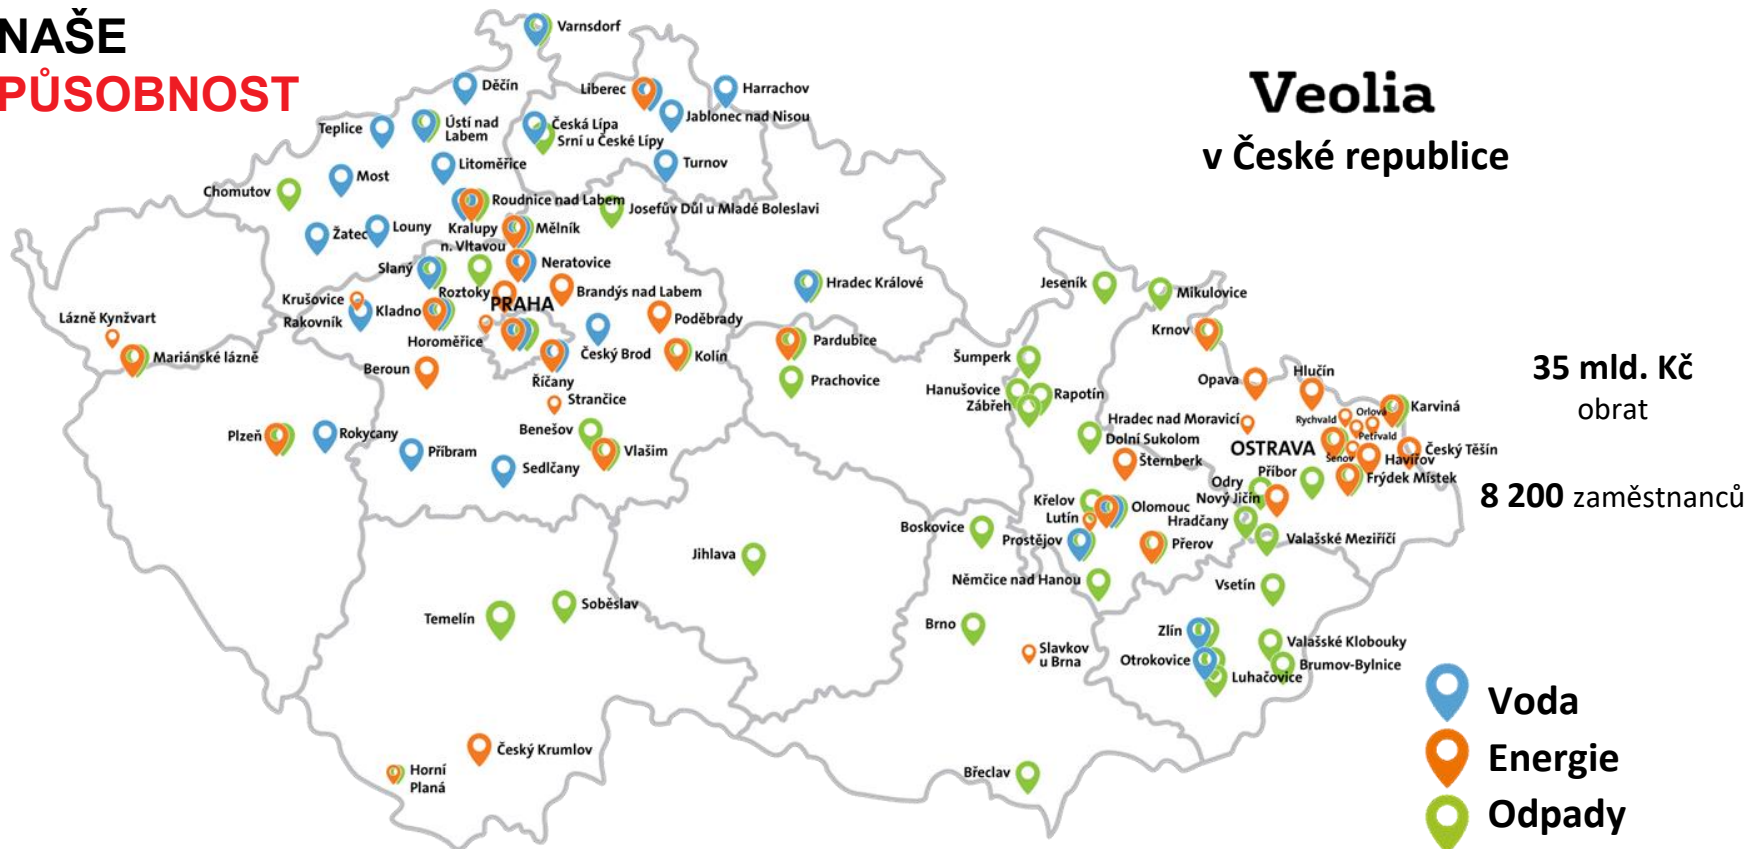 NAŠE
PŮSOBNOST
Veolia
v České republice
Varnsdorf
Děčín
Liberec
Harrachov
Teplice
Ústí nad
Labem
Česká Lípa
Srní u České Lípy
Jablonec nad Nisou
Litoměřice
Turnov
Most
Chomutov
Roudnice nad Labem
Josefův Důl u Mladé Boleslavi
Žatec
Louny
Kralupy
n. Vltavou
Mělník
Slaný
Neratovice
Hradec Králové
Jeseník
Mikulovice
Krušovice
Roztoky
PRAHA
Brandýs nad Labem
Rakovník
Kladno
Poděbrady
Lázně Kynžvart
Mariánské lázně
Horoměřice
Český Brod
Kolín
Pardubice
Krnov
Beroun
Říčany
Strančice
Prachovice
Šumperk
Hanušovice
Zábřeh
Rapotín
Opava
Hlučín
35 mld. Kč
obrat
Plzeň
Rokycany
Příbram
Benešov
Vlašim
Sedlčany
Hradec nad Moravicí
Dolní Sukolom
Rychvald
Orlová
Karviná
Petřvald
OSTRAVA
Šenov
Havířov
Český Těšín
Šternberk
Příbor
Frýdek Místek
Odry
Nový Jičín
8 200 zaměstnanců
Křelov
Lutín
Olomouc
Hradčany
Boskovice
Prostějov
Přerov
Valašské Meziříčí
Jihlava
Němčice nad Hanou
Vsetín
Temelín
Soběslav
Brno
Slavkov
u Brna
Zlín
Otrokovice
Valašské Klobouky
Brumov-Bylnice
Luhačovice
Český Krumlov
Horní
Planá
Břeclav
Voda
Energie
Odpady